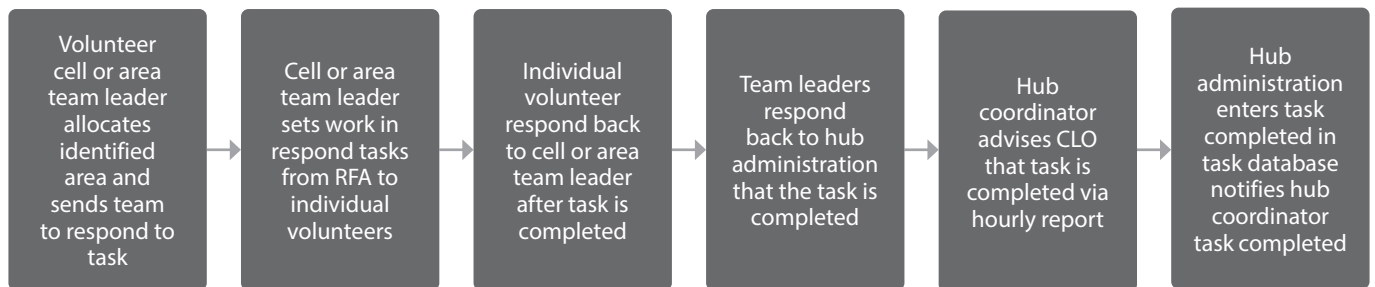 Volunteer
cell or area
team leader
allocates
identified
area and
sends team
to respond to
task
Cell or area
team leader
sets work in
respond tasks
from RFA to
individual
volunteers
Individual
volunteer
respond back
to cell or area
team leader
after task is
completed
Team leaders
respond
back to hub
administration
that the task is
completed
Hub
coordinator
advises CLO
that task is
completed via
hourly report
Hub
administration
enters task
completed in
task database
notifies hub
coordinator
task completed